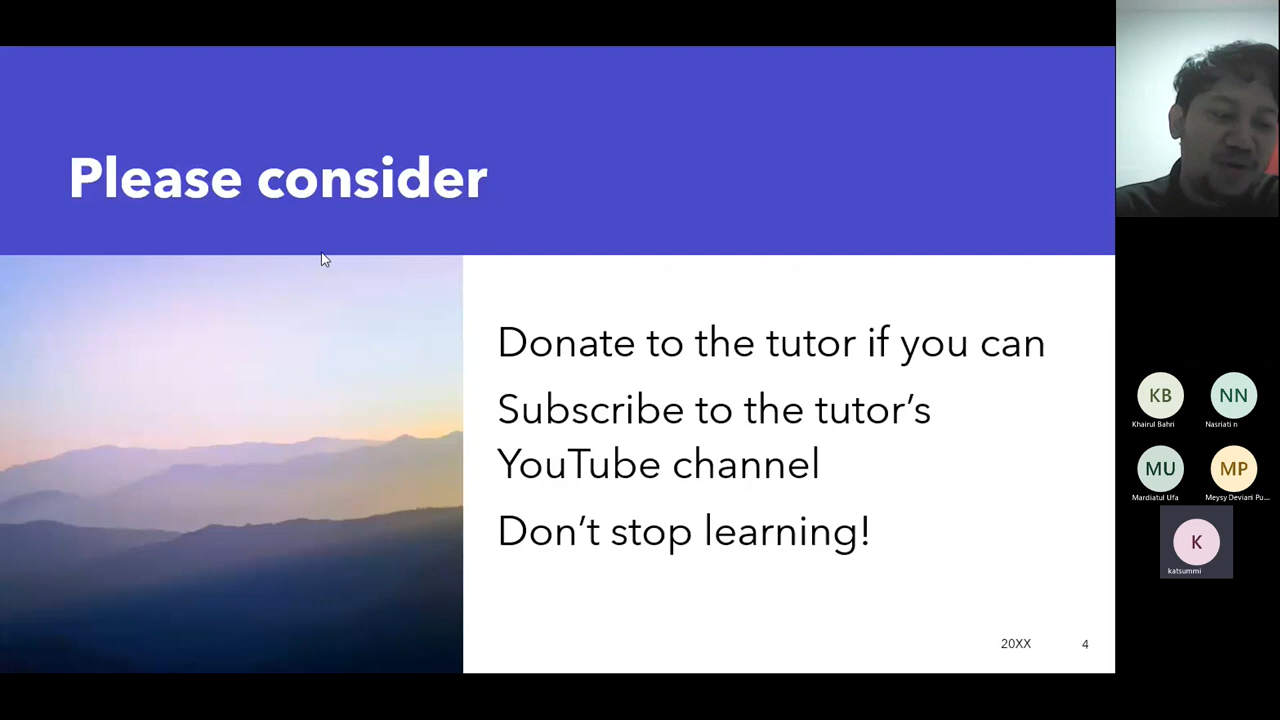 Please consider
Donate to the tutor if you can
Subscribe to the tutor’s
YouTube channel
Don’t stop learning!
20XX
4
KB
Khairul Bahri
NN
Nasriati n
MU
Mardiatul Ufa
MP
Meysy Deviani Pu...
K
katsummi